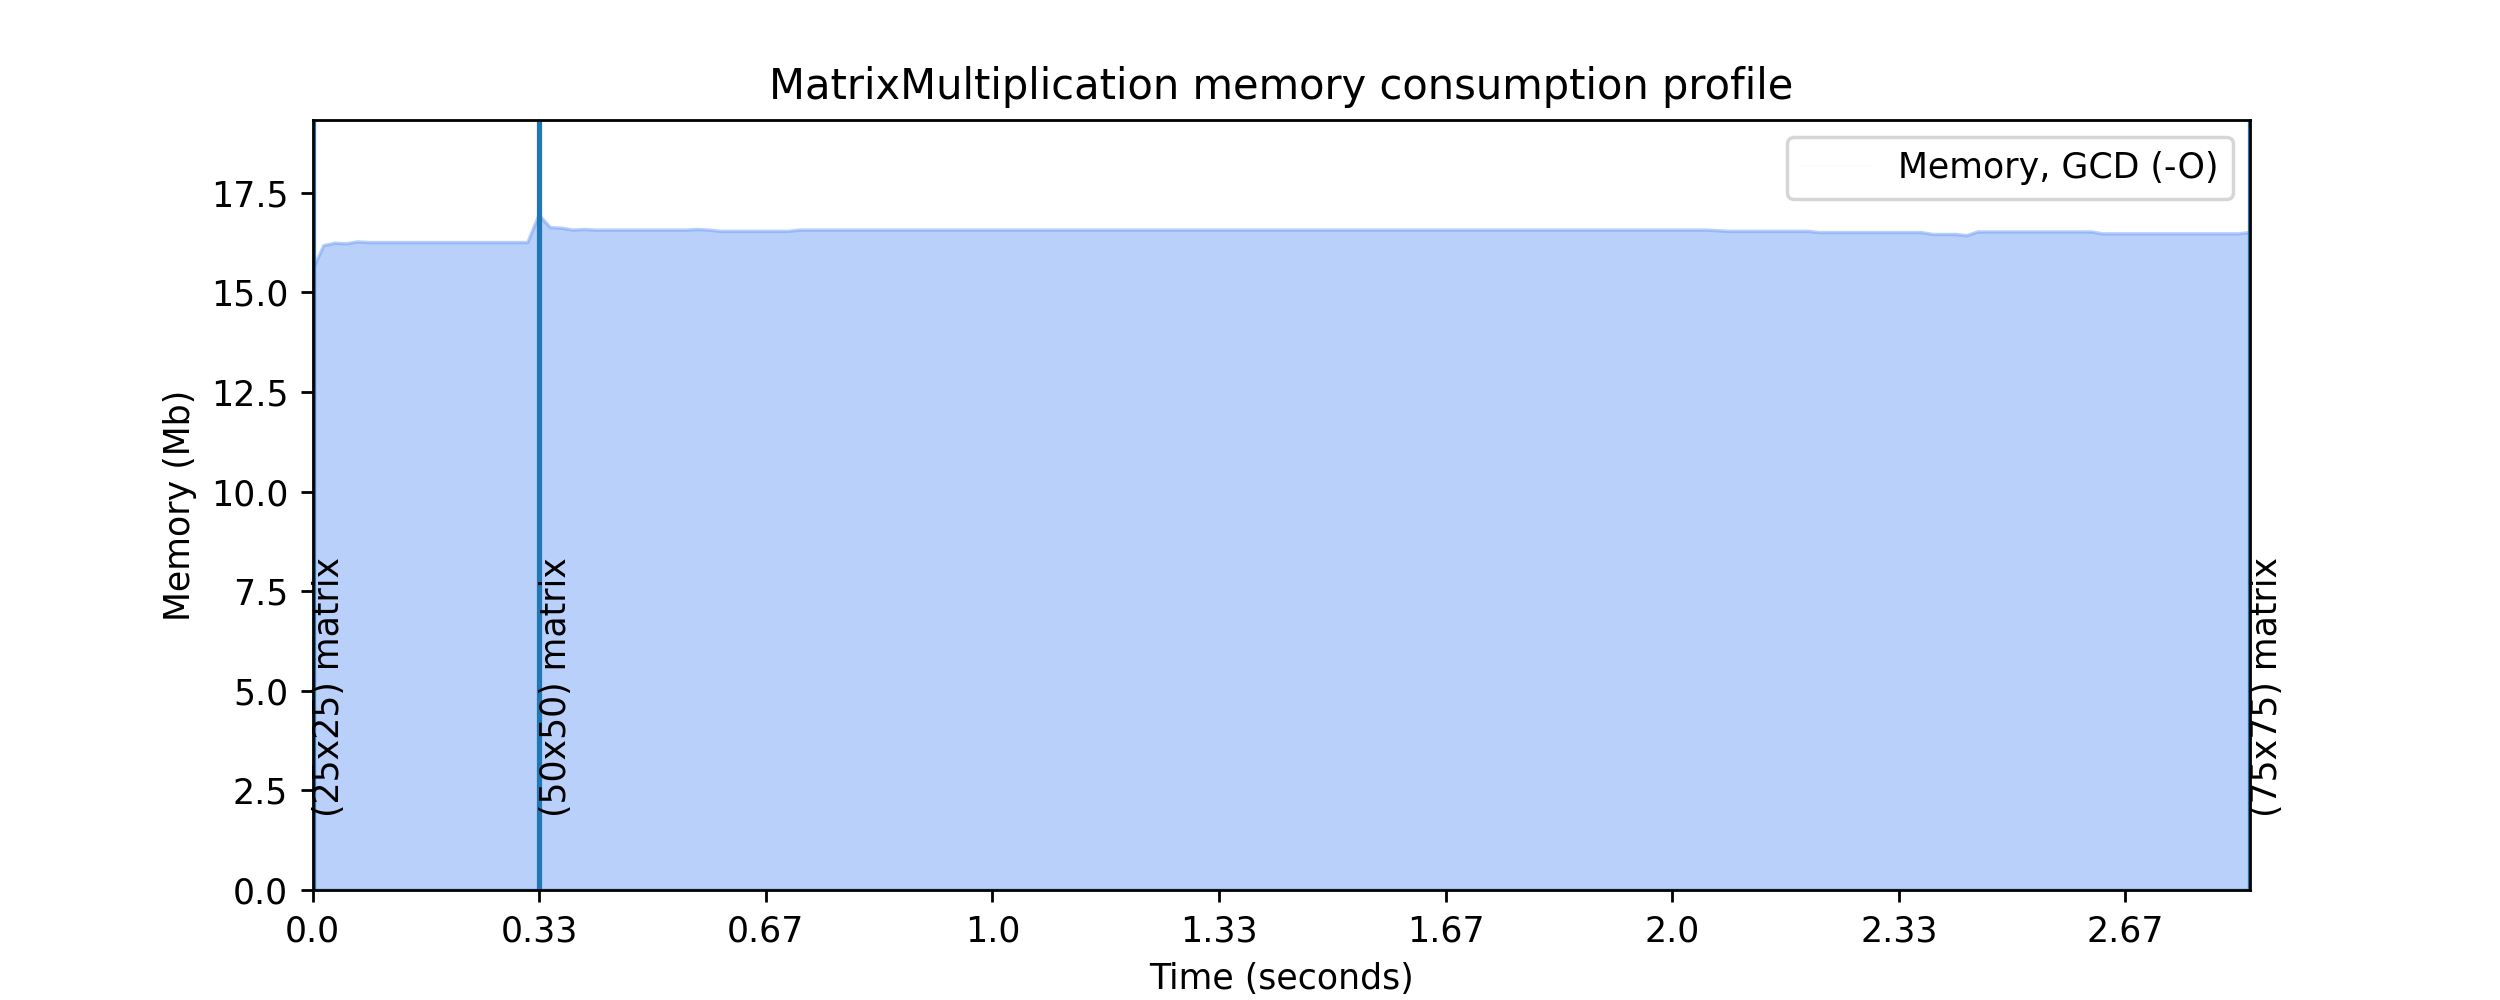 MatrixMultiplication memory consumption profile
Memory, GCD (-O)
Memory (Mb)
17.5
15.0
12.5
10.0
7.5
5.0
2.5
0.0
(25x25) matrix
(50x50) matrix
(75x75) matrix
0.0 0.33 0.67 1.0 1.33 1.67 2.0 2.33 2.67
Time (seconds)